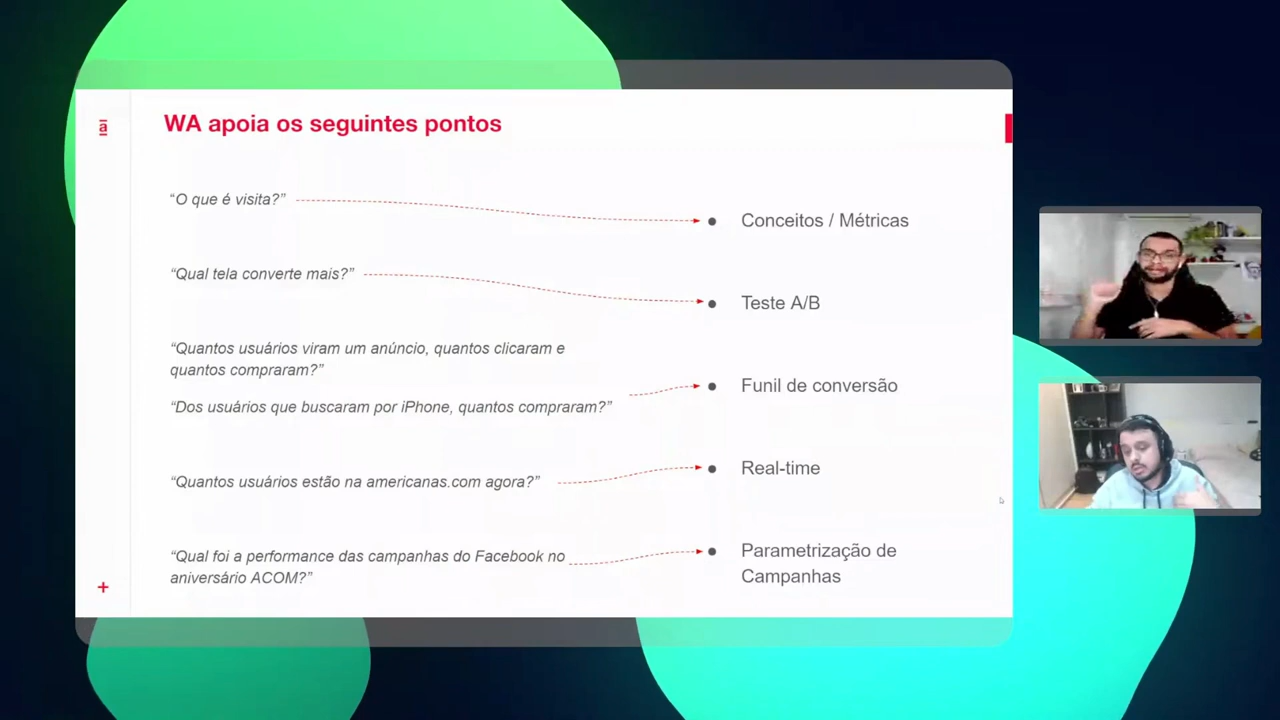 ā
WA apoia os seguintes pontos
“O que é visita?”
Conceitos / Métricas
“Qual tela converte mais?”
Teste A/B
“Quantos usuários viram um anúncio, quantos clicaram e
quantos compraram?”
“Dos usuários que buscaram por iPhone, quantos compraram?”
Funil de conversão
“Quantos usuários estão na americanas.com agora?”
Real-time
“Qual foi a performance das campanhas do Facebook no
aniversário ACOM?”
Parametrização de
Campanhas
+